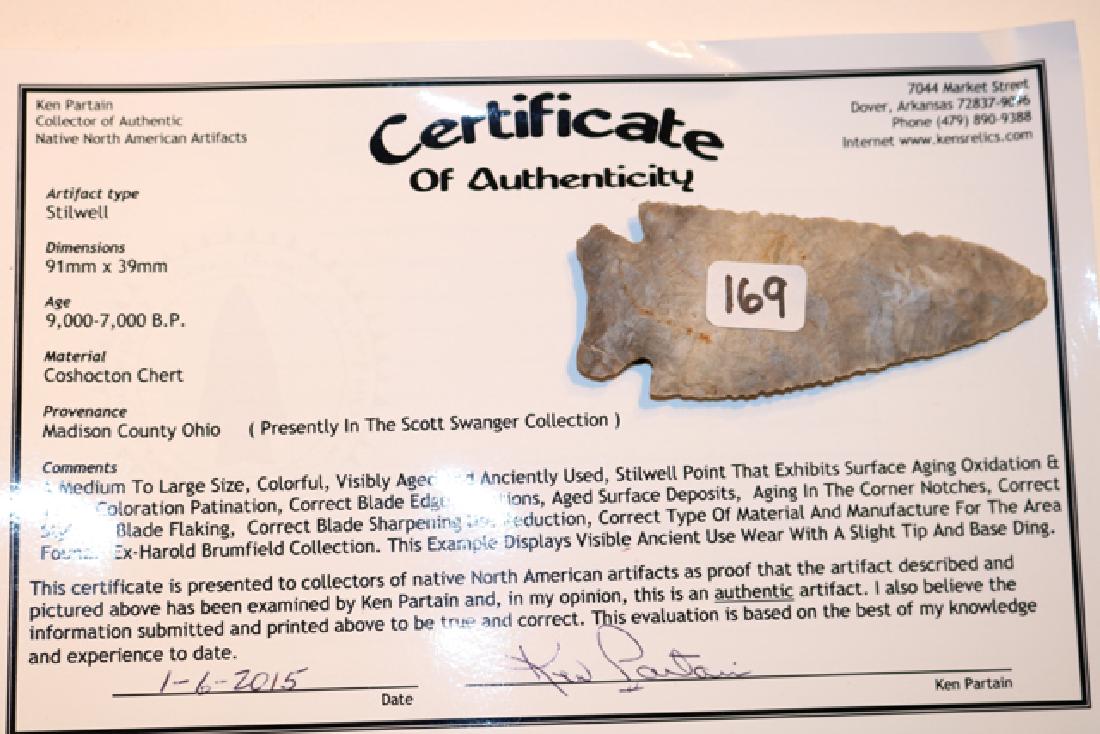 Ken Partain
Collector of Authentic
Native North American Artifacts
Certificate
Of Authenticity
7044 Market Street
Dover, Arkansas 72837-9096
Phone (479) 890-9388
Internet www.kensrelics.com
Artifact type
Stilwell
Dimensions
91mm x 39mm
Age
9,000-7,000 B.P.
Material
Coshocton Chert
Provenance
Madison County Ohio ( Presently In The Scott Swanger Collection )
169
Comments
A Medium To Large Size, Colorful, Visibly Aged And Anciently Used, Stilwell Point That Exhibits Surface Aging Oxidation &
Coloration Patination, Correct Blade Edge Aged Surface Deposits, Aging In The Corner Notches, Correct
Blade Flaking, Correct Blade Sharpening Use Reduction, Correct Type Of Material And Manufacture For The Area
Ex-Harold Brumfield Collection. This Example Displays Visible Ancient Use Wear With A Slight Tip And Base Ding.
This certificate is presented to collectors of native North American artifacts as proof that the artifact described and
pictured above has been examined by Ken Partain and, in my opinion, this is an authentic artifact. I also believe the
information submitted and printed above to be true and correct. This evaluation is based on the best of my knowledge
and experience to date.
1-6-2015 Ken Partain
Date Ken Partain